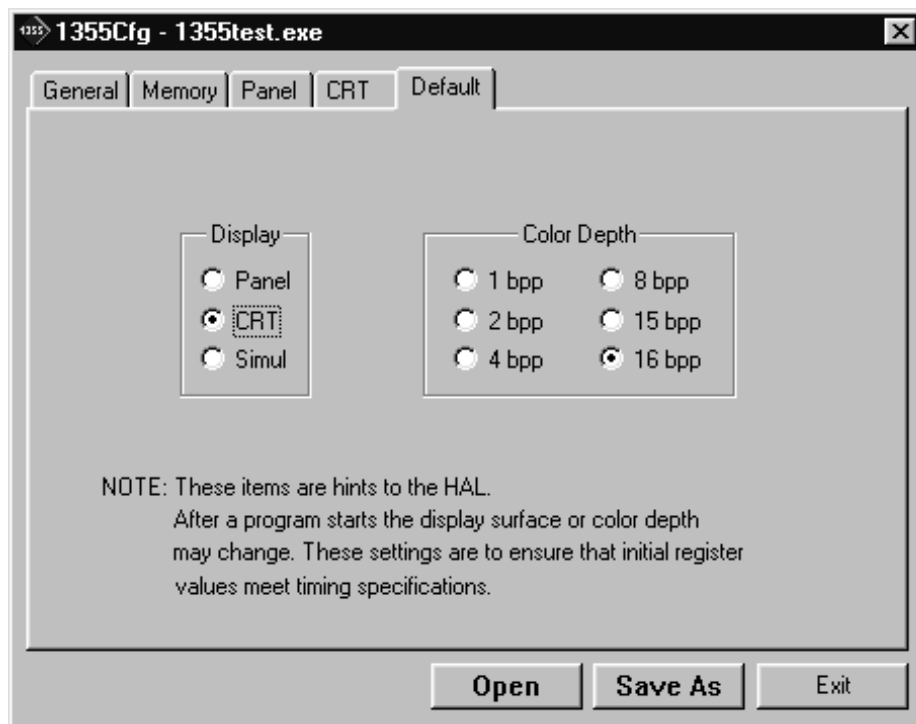 1355 1355Cfg - 1355test.exe
General Memory Panel CRT Default
Display
Panel
CRT
Simul
Color Depth
1 bpp 8 bpp
2 bpp 15 bpp
4 bpp 16 bpp
NOTE: These items are hints to the HAL.
After a program starts the display surface or color depth
may change. These settings are to ensure that initial register
values meet timing specifications.
Open Save As Exit